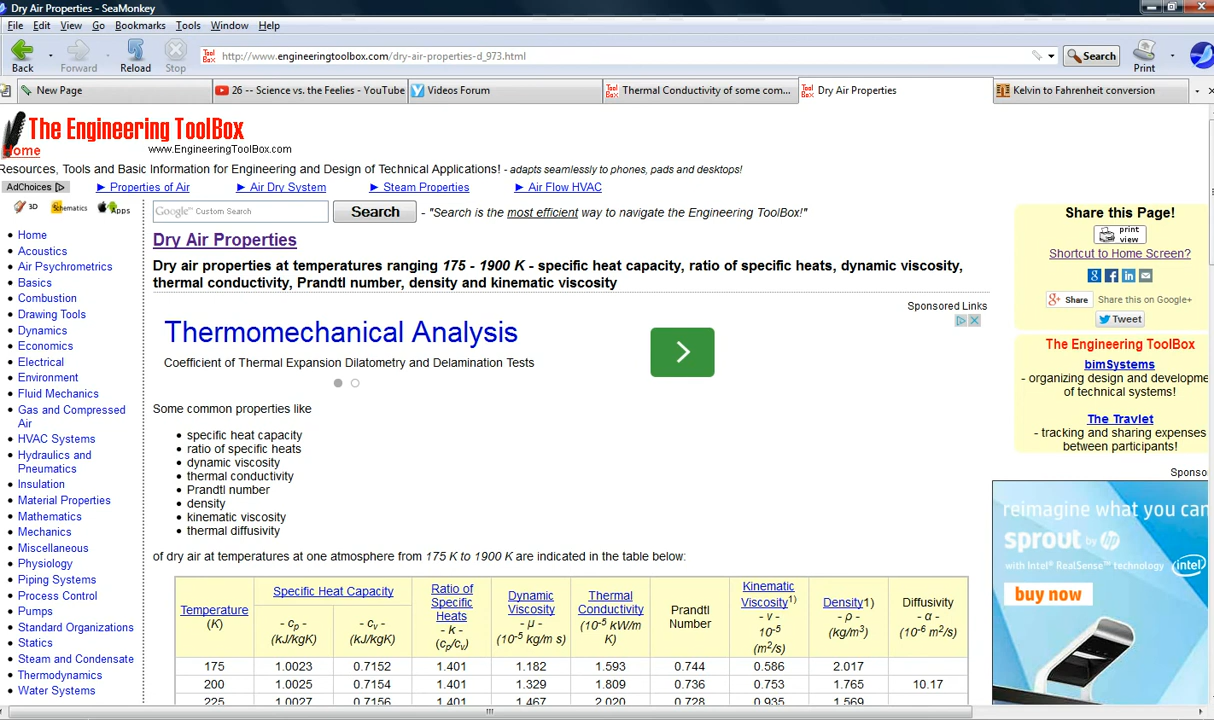 Dry Air Properties - SeaMonkey
File Edit View Go Bookmarks Tools Window Help
Back Forward Reload Stop
http://www.engineeringtoolbox.com/dry-air-properties-d_973.html
Search
Print
New Page
26 -- Science vs. the Feelies - YouTube
Videos Forum
Thermal Conductivity of some com...
Dry Air Properties
Kelvin to Fahrenheit conversion
The Engineering ToolBox
Home
www.EngineeringToolBox.com
Resources, Tools and Basic Information for Engineering and Design of Technical Applications! - adapts seamlessly to phones, pads and desktops!
AdChoices ► Properties of Air ► Air Dry System ► Steam Properties ► Air Flow HVAC
3D Schematics Apps
Google™ Custom Search
Search
- "Search is the most efficient way to navigate the Engineering ToolBox!"
Home
Acoustics
Air Psychrometrics
Basics
Combustion
Drawing Tools
Dynamics
Economics
Electrical
Environment
Fluid Mechanics
Gas and Compressed
Air
HVAC Systems
Hydraulics and
Pneumatics
Insulation
Material Properties
Mathematics
Mechanics
Miscellaneous
Physiology
Piping Systems
Process Control
Pumps
Standard Organizations
Statics
Steam and Condensate
Thermodynamics
Water Systems
Dry Air Properties
Dry air properties at temperatures ranging 175 - 1900 K - specific heat capacity, ratio of specific heats, dynamic viscosity,
thermal conductivity, Prandtl number, density and kinematic viscosity
Sponsored Links
Thermomechanical Analysis
Coefficient of Thermal Expansion Dilatometry and Delamination Tests
Some common properties like
• specific heat capacity
• ratio of specific heats
• dynamic viscosity
• thermal conductivity
• Prandtl number
• density
• kinematic viscosity
• thermal diffusivity
of dry air at temperatures at one atmosphere from 175 K to 1900 K are indicated in the table below:
Temperature
(K)
Specific Heat Capacity
- cp -
(kJ/kgK)
- cv -
(kJ/kgK)
Ratio of
Specific
Heats
- k -
(cp/cv)
Dynamic
Viscosity
- μ -
(10-5 kg/m s)
Thermal
Conductivity
(10-5 kW/m
K)
Prandtl
Number
Kinematic
Viscosity1)
- ν -
10-5
(m2/s)
Density1)
- ρ -
(kg/m3)
Diffusivity
- α -
(10-6 m2/s)
175 1.0023 0.7152 1.401 1.182 1.593 0.744 0.586 2.017
200 1.0025 0.7154 1.401 1.329 1.809 0.736 0.753 1.765 10.17
225 1.0027 0.7156 1.401 1.467 2.020 0.728 0.935 1.569
Share this Page!
print
view
Shortcut to Home Screen?
Share
Share this on Google+
Tweet
The Engineering ToolBox
bimSystems
- organizing design and developme
of technical systems!
The Travlet
- tracking and sharing expenses
between participants!
Sponso
reimagine what you can
sprout by hp
with Intel® RealSense™ technology
intel
buy now